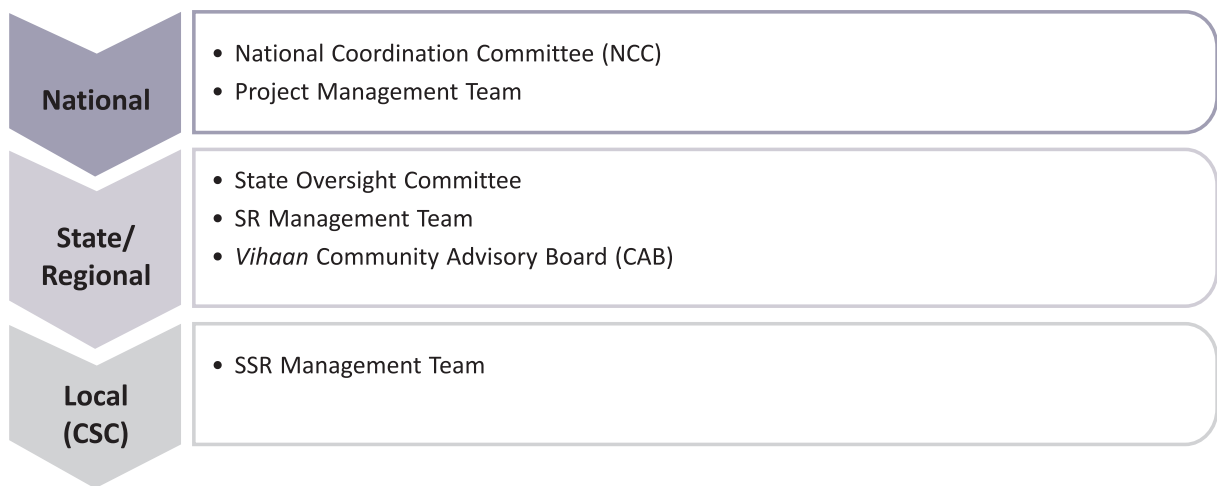 National
• National Coordination Committee (NCC)
• Project Management Team
State/
Regional
• State Oversight Committee
• SR Management Team
• Vihaan Community Advisory Board (CAB)
Local
(CSC)
• SSR Management Team